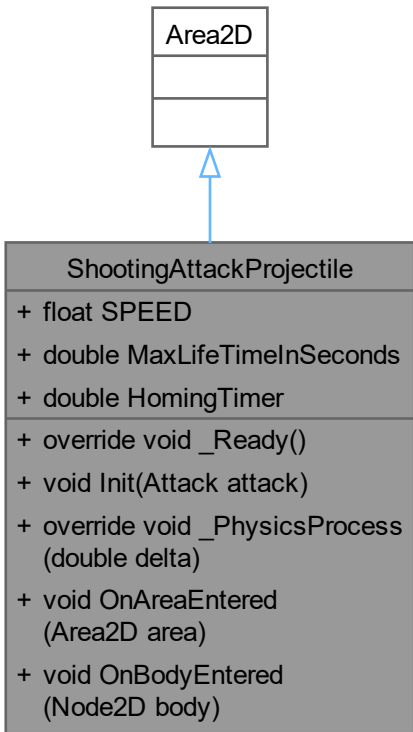 Area2D
ShootingAttackProjectile
+ float SPEED
+ double MaxLifeTimeInSeconds
+ double HomingTimer
+ override void _Ready()
+ void Init(Attack attack)
+ override void _PhysicsProcess
(double delta)
+ void OnAreaEntered
(Area2D area)
+ void OnBodyEntered
(Node2D body)